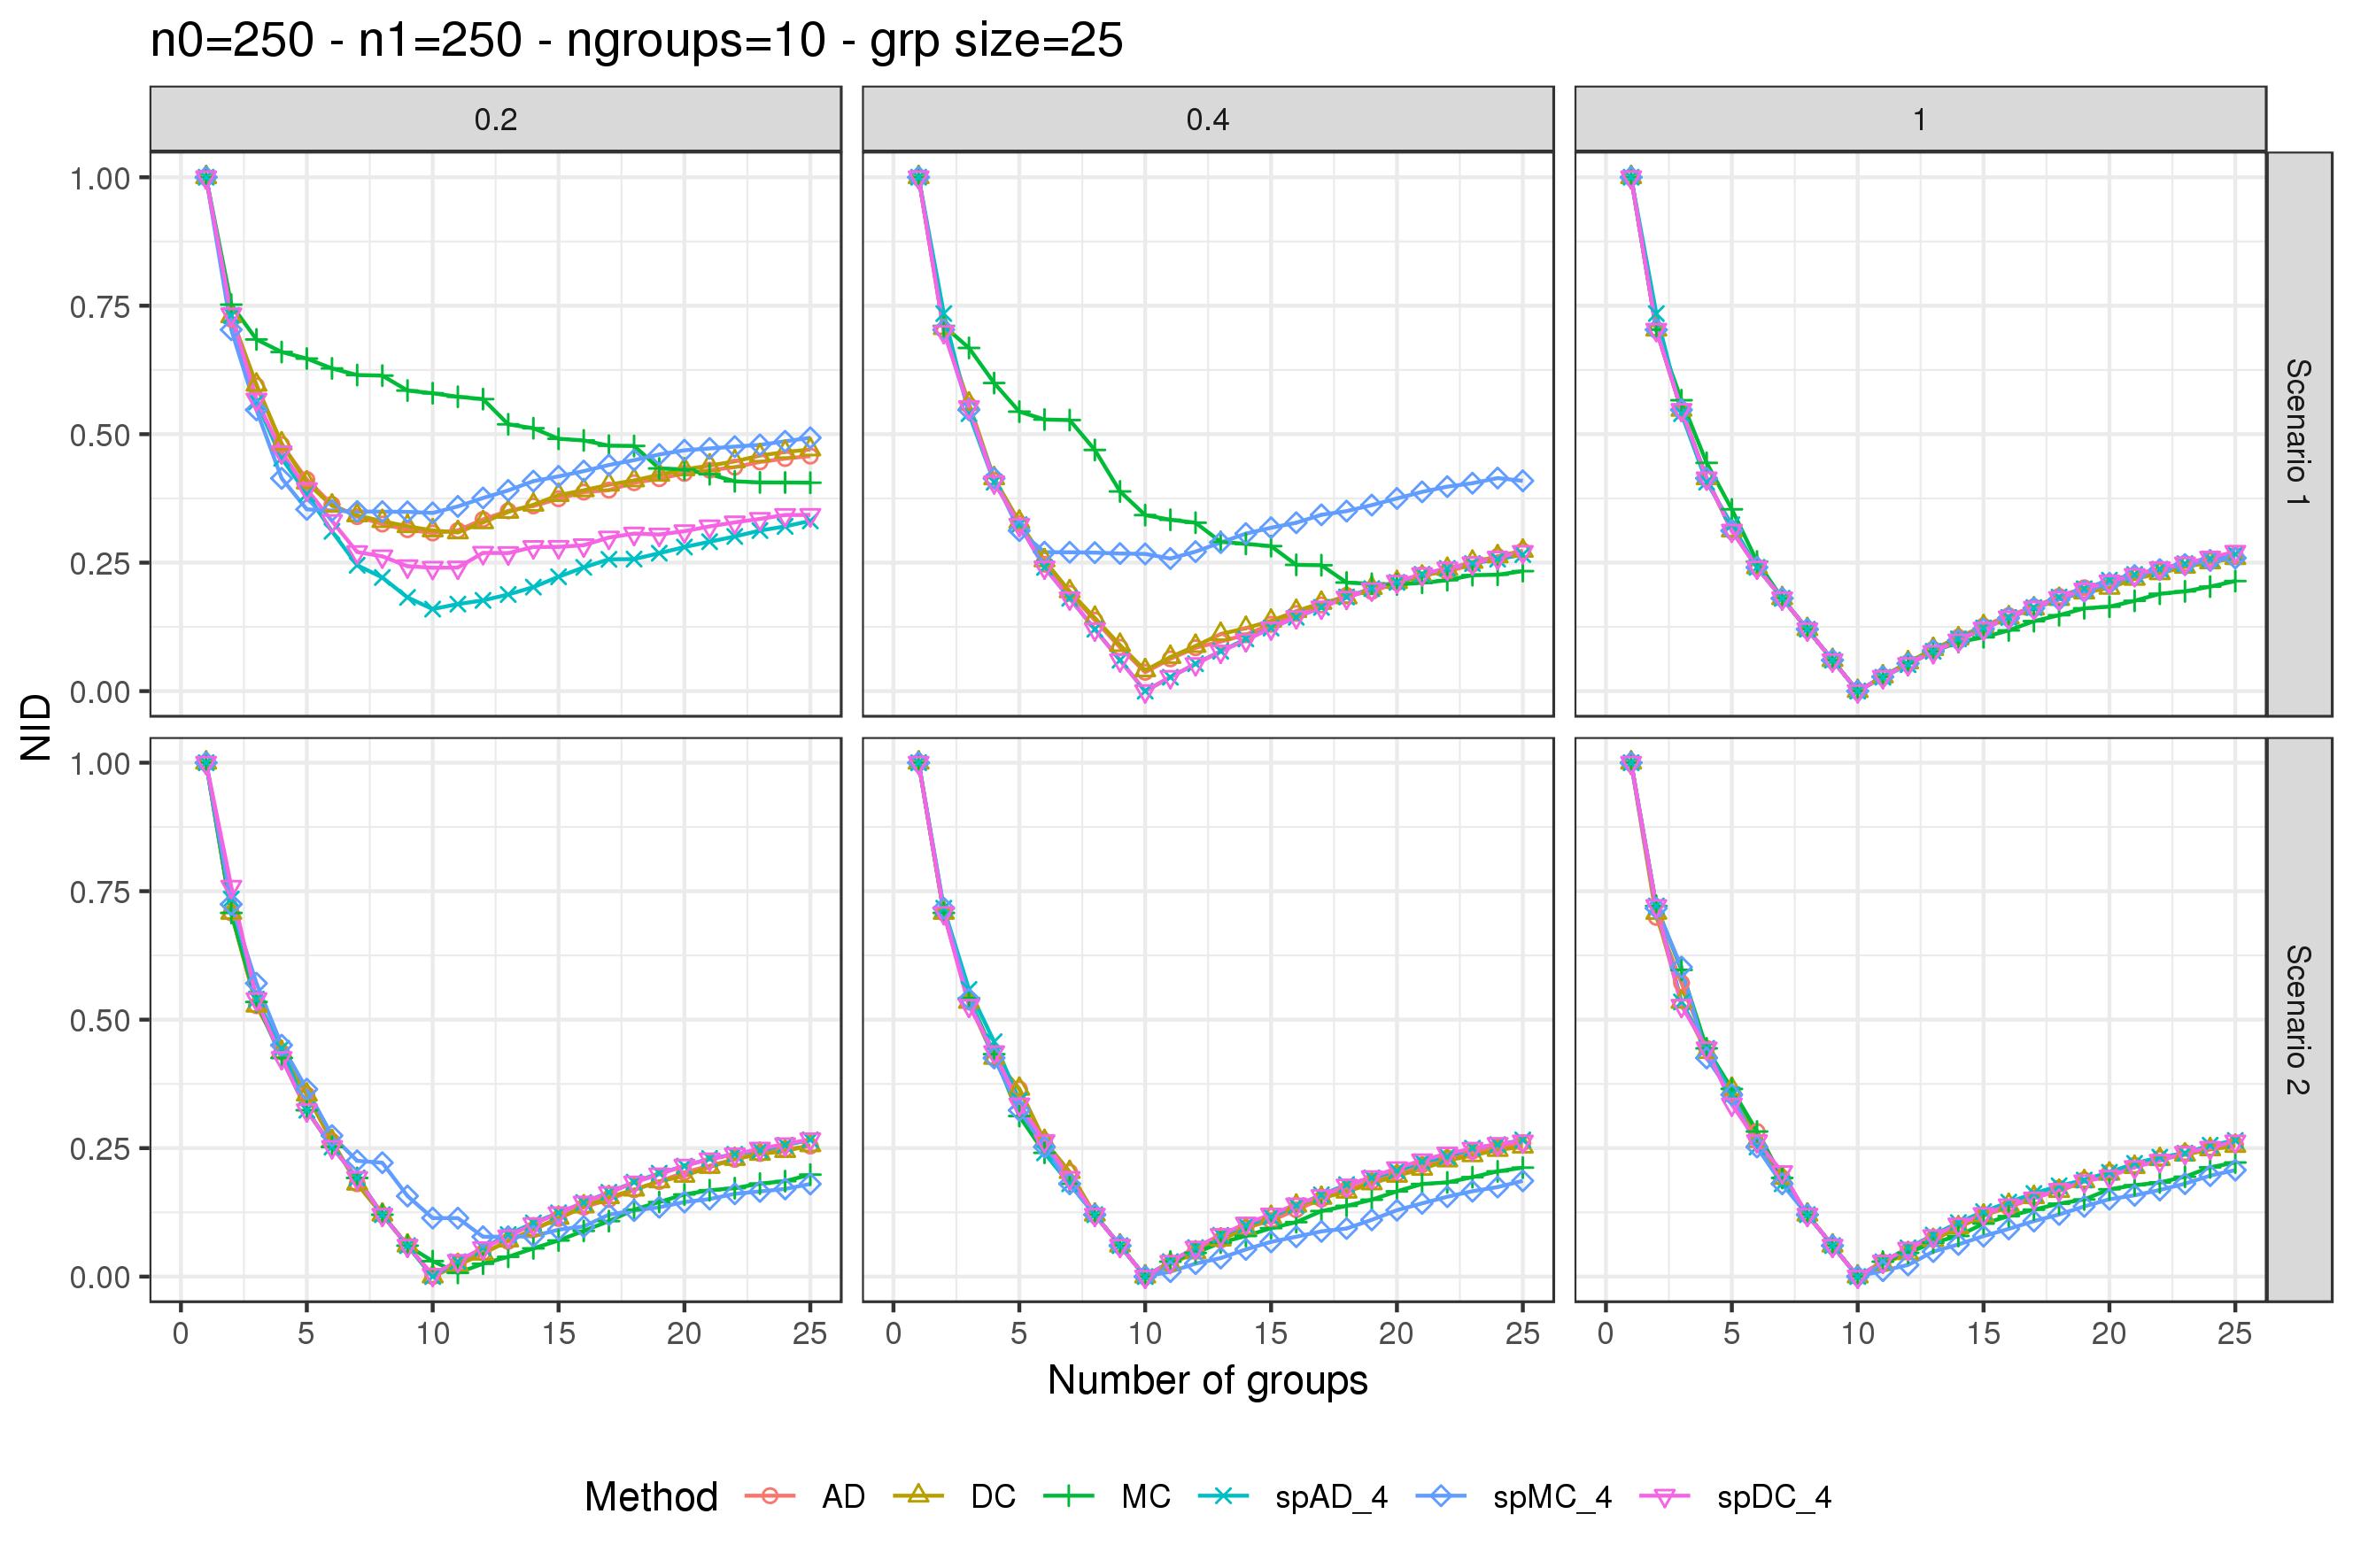 n0=250 - n1=250 - ngroups=10 - grp size=25
0.2 0.4 1
1.00
0.75
0.50
0.25
0.00
Scenario 1
NID
1.00
0.75
0.50
0.25
0.00
Scenario 2
0 5 10 15 20 25 0 5 10 15 20 25 0 5 10 15 20 25
Number of groups
Method AD DC MC spAD_4 spMC_4 spDC_4